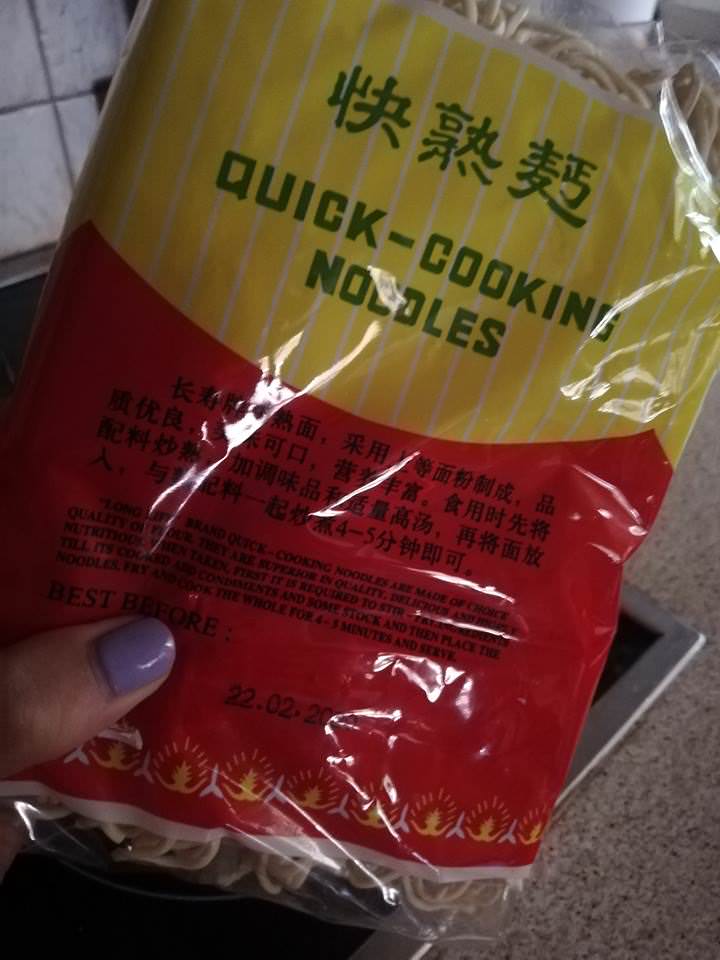 快熟麵
QUICK-COOKING
NOODLES
长寿牌熟面，采用上等面粉制成，品
质优良，美味可口，营养丰富。食用时先将
配料炒熟，加调味品和适量高汤，再将面放
入，与配料一起炒煮4—5分钟即可。
"LONG LIFE" BRAND QUICK-COOKING NOODLES ARE MADE OF CHOICE
QUALITY OF FLOUR. THEY ARE SUPERIOR IN QUALITY, DELICIOUS AND HIGHLY
NUTRITIOUS. WHEN TAKEN, FIRST IT IS REQUIRED TO STIR-FRY INGREDIENTS
TILL ITS COOKED ADD CONDIMENTS AND SOME STOCK AND THEN PLACE THE
NOODLES, FRY AND COOK THE WHOLE FOR 4-5 MINUTES AND SERVE.
BEST BEFORE:
22.02.